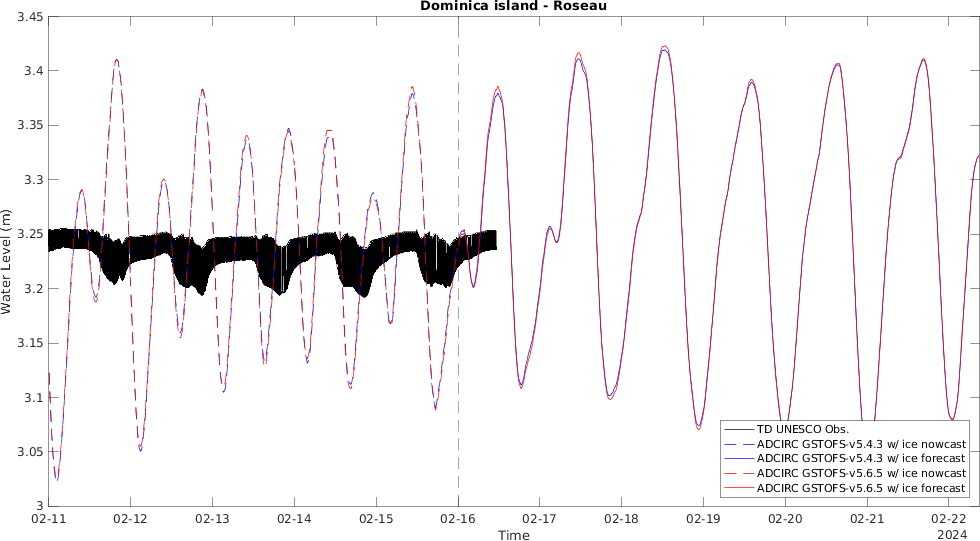 Dominica island - Roseau
3.45
3.4
3.35
3.3
3.25
3.2
3.15
3.1
3.05
3
Water Level (m)
02-11 02-12 02-13 02-14 02-15 02-16 02-17 02-18 02-19 02-20 02-21 02-22
Time
2024
TD UNESCO Obs.
ADCIRC GSTOFS-v5.4.3 w/ ice nowcast
ADCIRC GSTOFS-v5.4.3 w/ ice forecast
ADCIRC GSTOFS-v5.6.5 w/ ice nowcast
ADCIRC GSTOFS-v5.6.5 w/ ice forecast